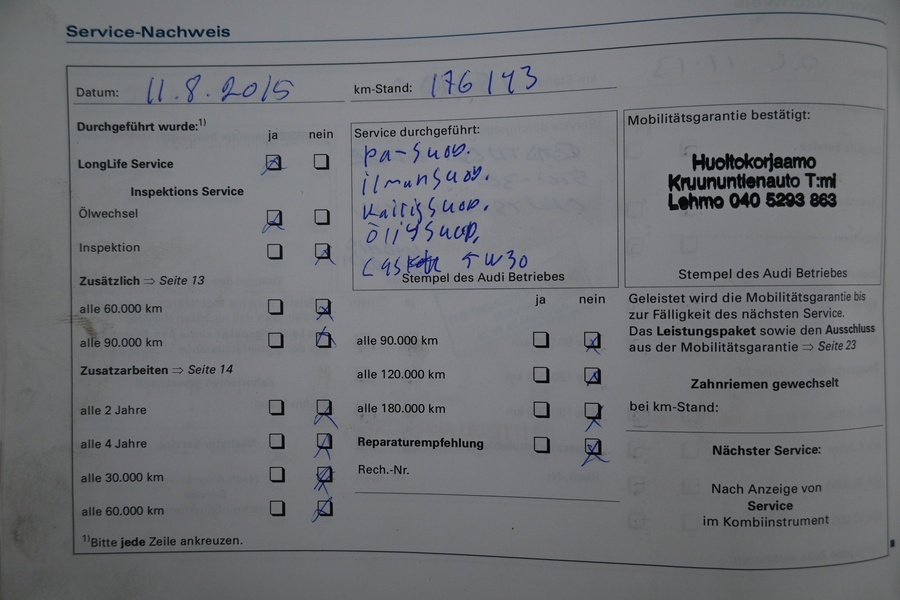 Service-Nachweis
Datum: 11.8.2015
km-Stand: 176 143
Durchgeführt wurde:1)
ja nein
LongLife Service
Inspektions Service
Ölwechsel
Inspektion
Zusätzlich ⇒ Seite 13
alle 60.000 km
alle 90.000 km
Zusatzarbeiten ⇒ Seite 14
alle 2 Jahre
alle 4 Jahre
alle 30.000 km
alle 60.000 km
1)Bitte jede Zeile ankreuzen.
Service durchgeführt:
pa-suod.
ilmansuod.
öljysuod.
5W30
Stempel des Audi Betriebes
ja nein
alle 90.000 km
alle 120.000 km
alle 180.000 km
Reparaturempfehlung
Rech.-Nr.
Mobilitätsgarantie bestätigt:
Huoltokorjaamo
Kruununtienauto T:mi
Lehmo 040 5293 863
Stempel des Audi Betriebes
Geleistet wird die Mobilitätsgarantie bis
zur Fälligkeit des nächsten Service.
Das Leistungspaket sowie den Ausschluss
aus der Mobilitätsgarantie ⇒ Seite 23
Zahnriemen gewechselt
bei km-Stand:
Nächster Service:
Nach Anzeige von
Service
im Kombiinstrument